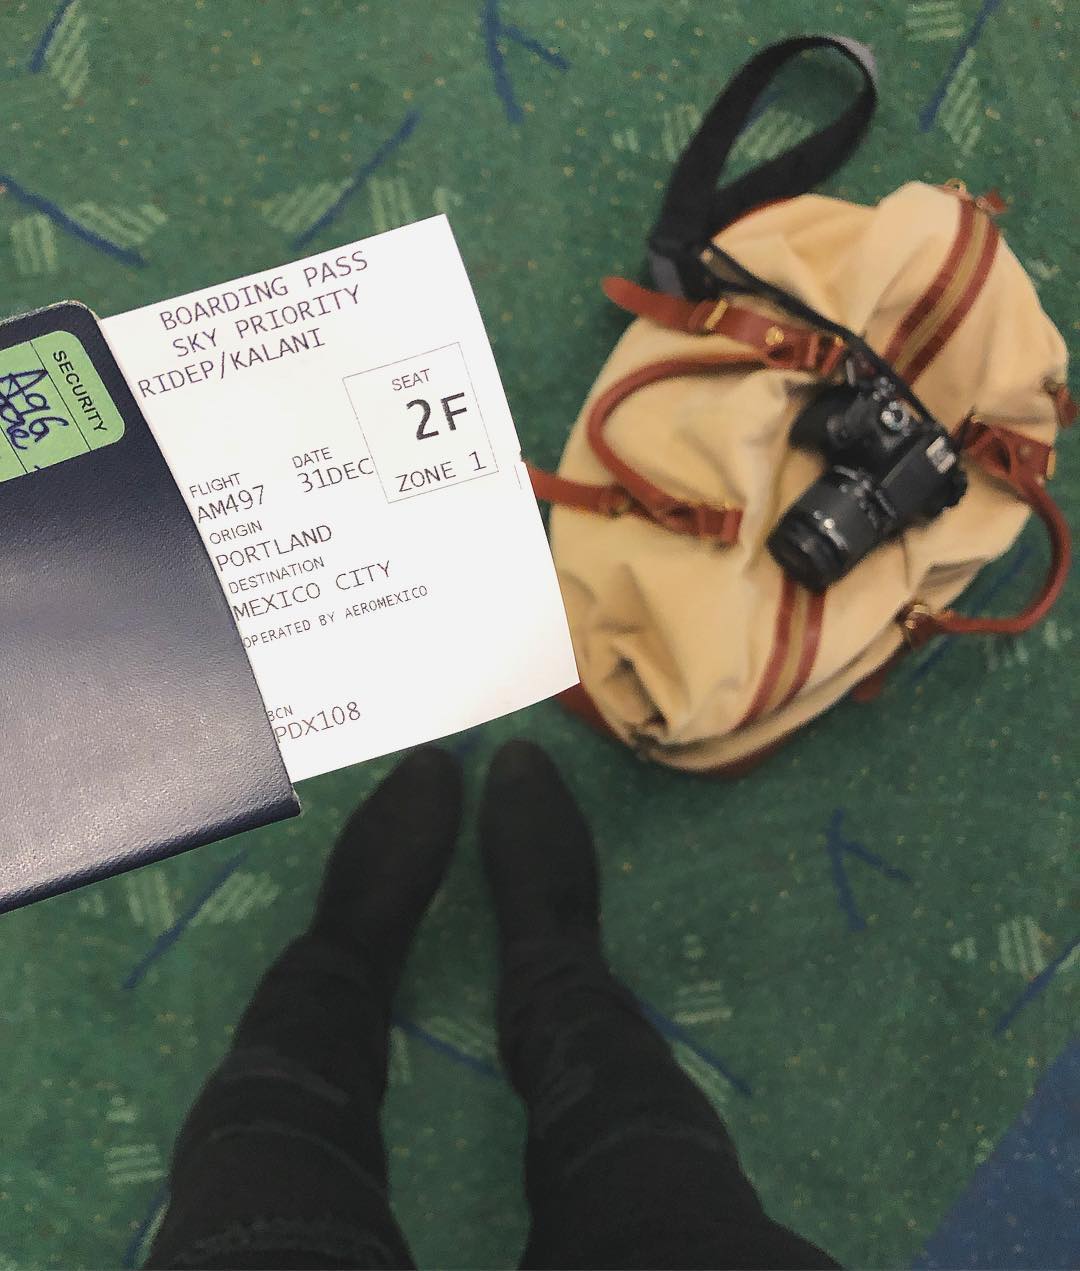 BOARDING PASS
SKY PRIORITY
RIDEP/KALANI
SEAT
2F
ZONE 1
FLIGHT
AM497
DATE
31DEC
ORIGIN
PORTLAND
DESTINATION
MEXICO CITY
OPERATED BY AEROMEXICO
BCN
PDX108
SECURITY